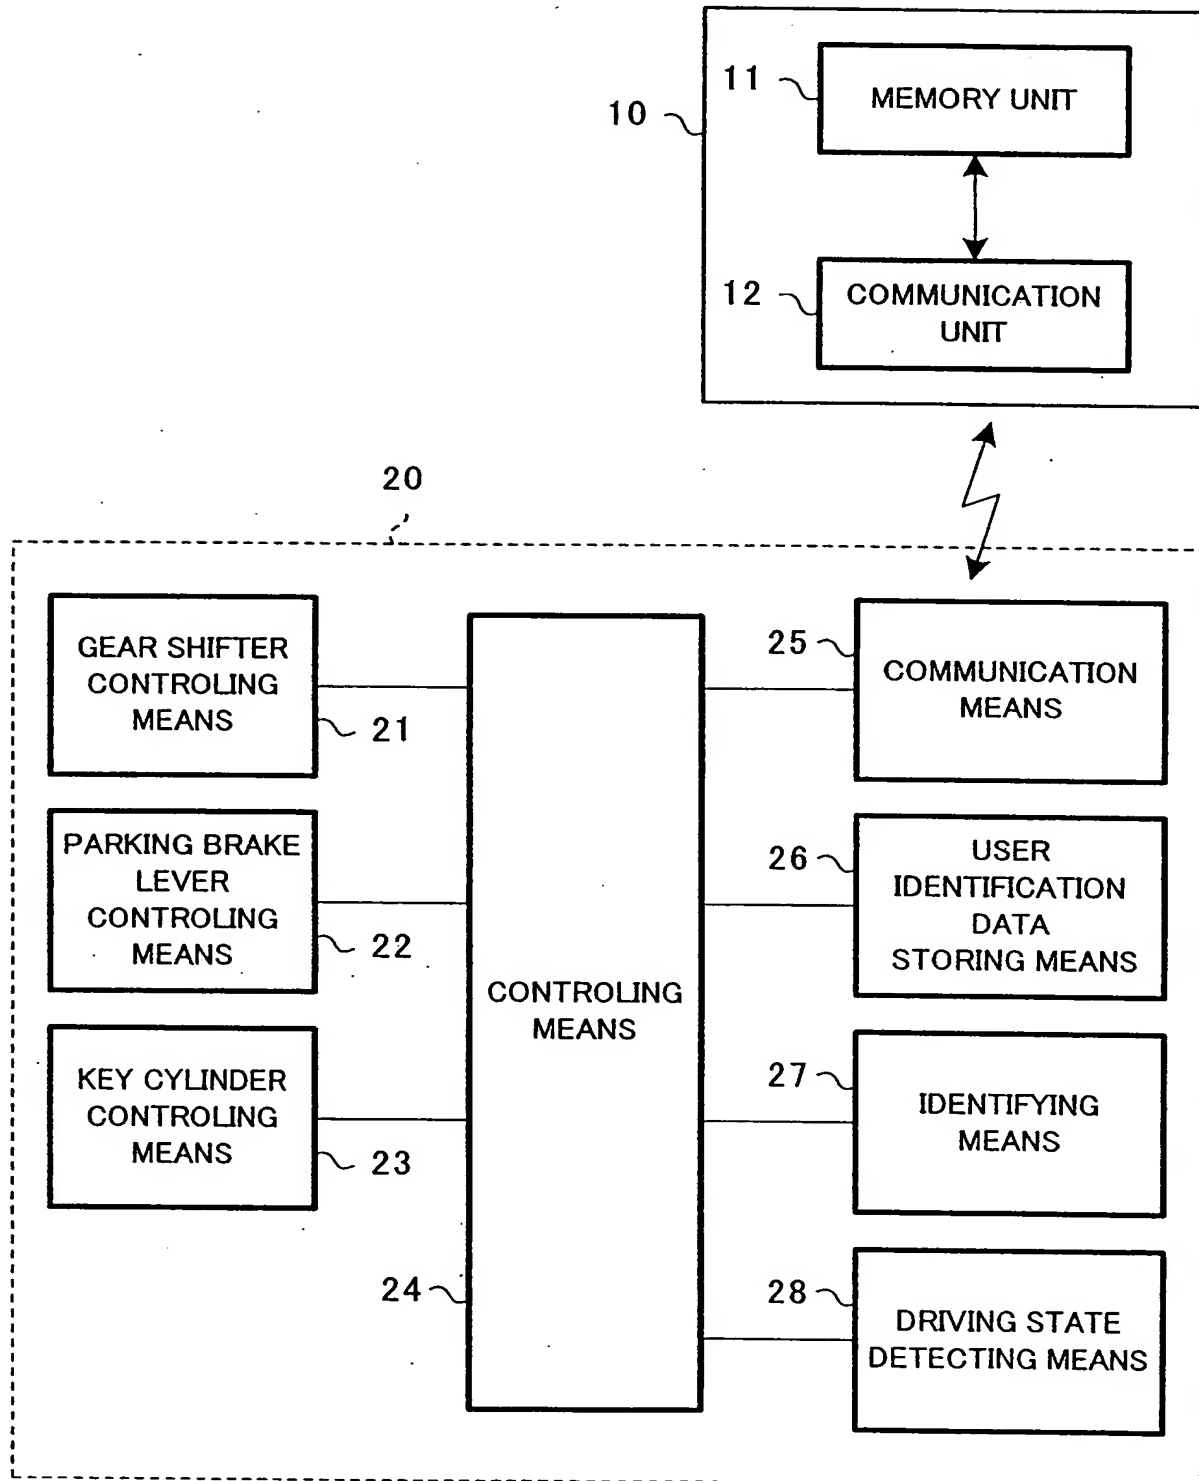 11
MEMORY UNIT
10
12
COMMUNICATION
UNIT
20
GEAR SHIFTER
CONTROLING
MEANS
21
PARKING BRAKE
LEVER
CONTROLING
MEANS
22
KEY CYLINDER
CONTROLING
MEANS
23
CONTROLING
MEANS
24
25
COMMUNICATION
MEANS
26
USER
IDENTIFICATION
DATA
STORING MEANS
27
IDENTIFYING
MEANS
28
DRIVING STATE
DETECTING MEANS